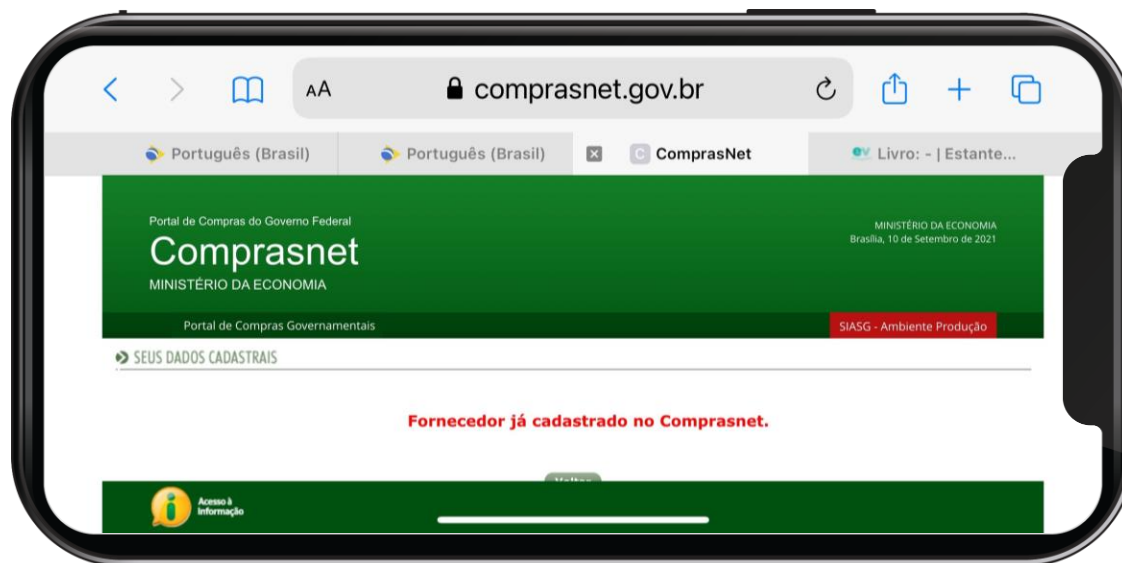 AA
comprasnet.gov.br
Português (Brasil)
Português (Brasil)
C ComprasNet
ev Livro: - | Estante...
Portal de Compras do Governo Federal
Comprasnet
MINISTÉRIO DA ECONOMIA
MINISTÉRIO DA ECONOMIA
Brasília, 10 de Setembro de 2021
Portal de Compras Governamentais
SIASG - Ambiente Produção
SEUS DADOS CADASTRAIS
Fornecedor já cadastrado no Comprasnet.
i
Acesso à
Informação